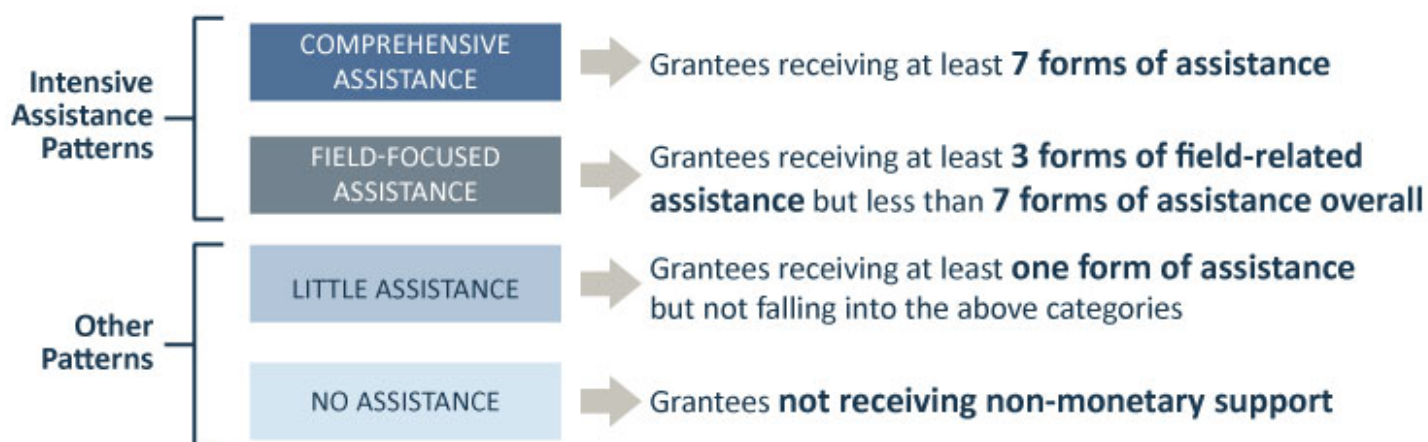 Intensive
Assistance
Patterns
COMPREHENSIVE
ASSISTANCE
Grantees receiving at least 7 forms of assistance
FIELD-FOCUSED
ASSISTANCE
Grantees receiving at least 3 forms of field-related
assistance but less than 7 forms of assistance overall
Other
Patterns
LITTLE ASSISTANCE
Grantees receiving at least one form of assistance
but not falling into the above categories
NO ASSISTANCE
Grantees not receiving non-monetary support